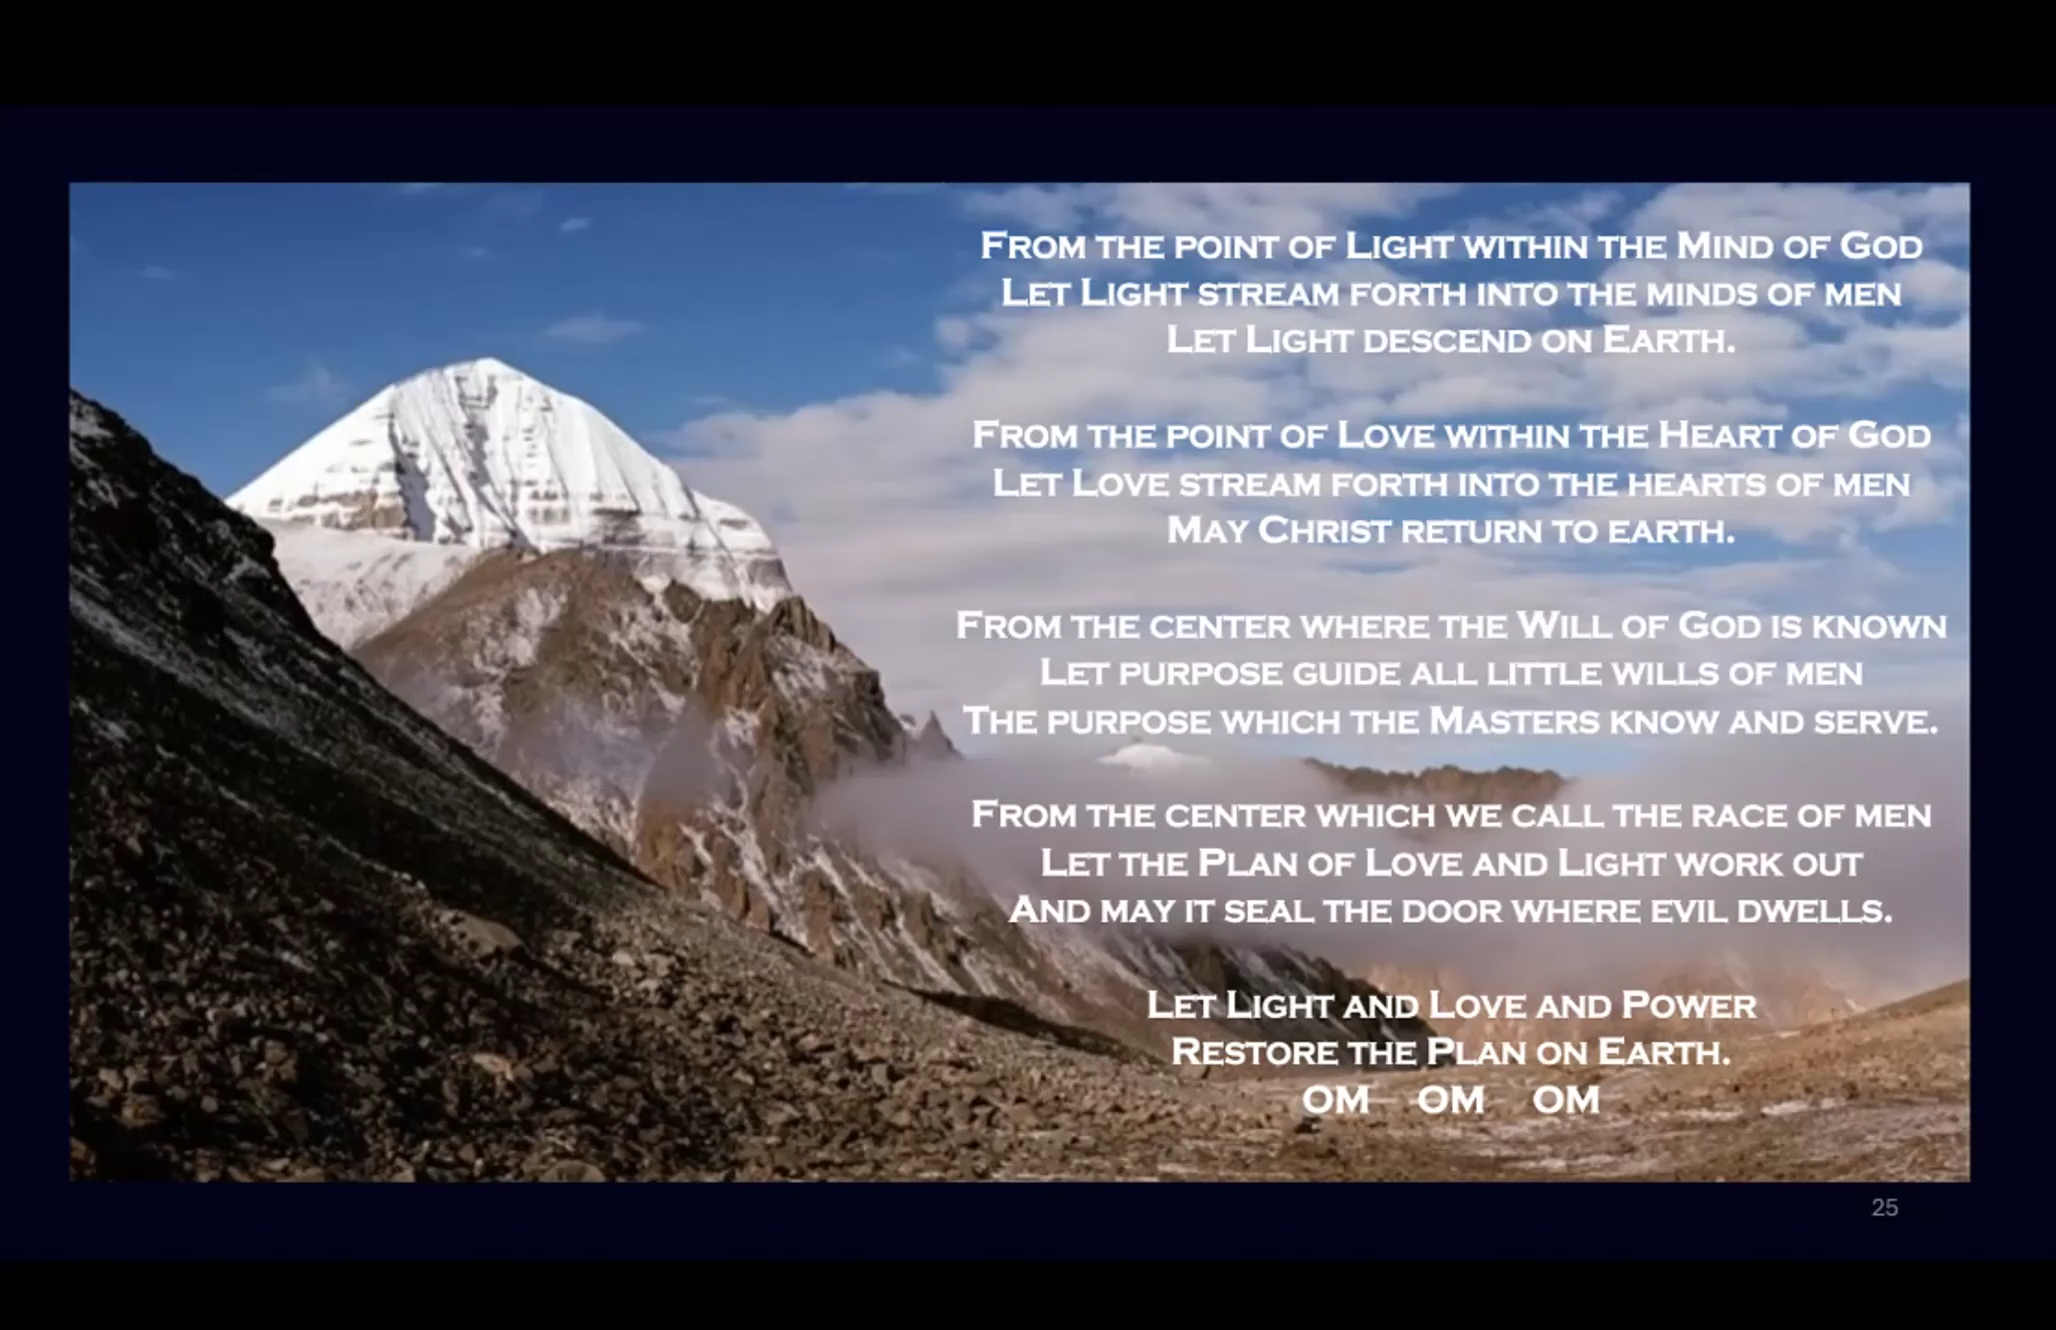 From the point of Light within the Mind of God
Let Light stream forth into the minds of men
Let Light descend on Earth.
From the point of Love within the Heart of God
Let Love stream forth into the hearts of men
May Christ return to earth.
From the center where the Will of God is known
Let purpose guide all little wills of men
The purpose which the Masters know and serve.
From the center which we call the race of men
Let the Plan of Love and Light work out
And may it seal the door where evil dwells.
Let Light and Love and Power
Restore the Plan on Earth.
OM OM OM
25